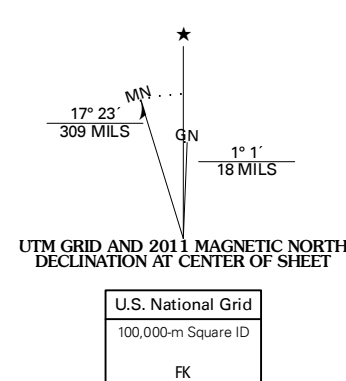 ★
MN
17° 23´
309 MILS
GN
1° 1´
18 MILS
UTM GRID AND 2011 MAGNETIC NORTH
DECLINATION AT CENTER OF SHEET
U.S. National Grid
100,000-m Square ID
FK